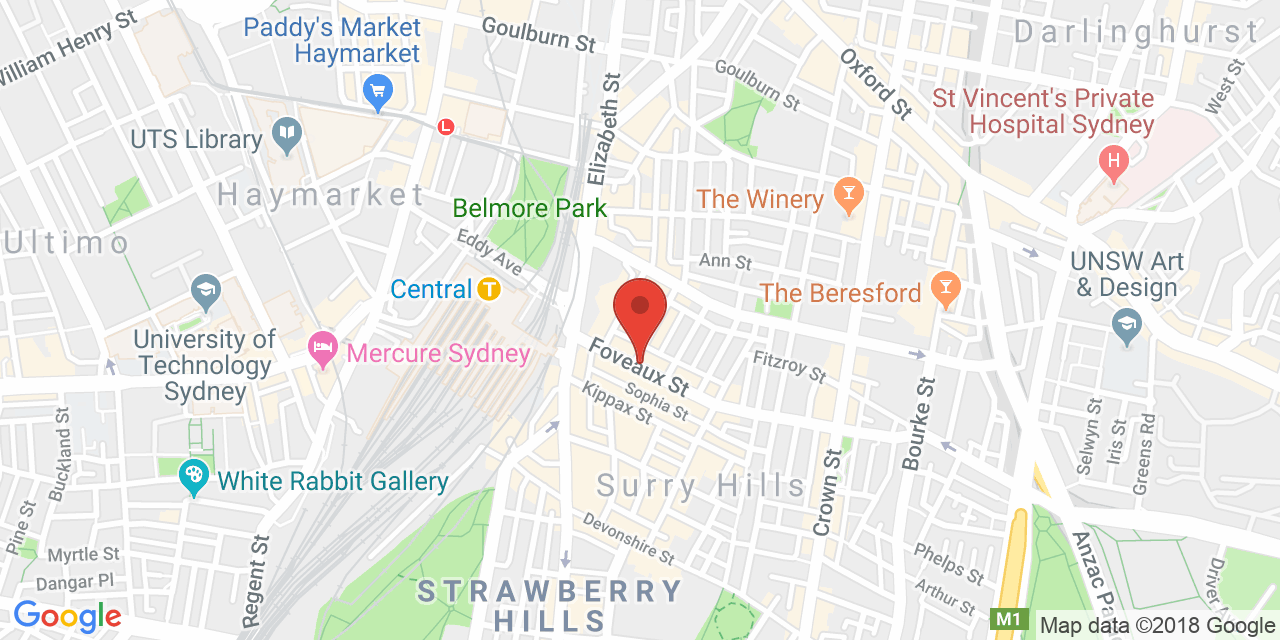 William Henry St
Paddy's Market
Haymarket
Goulburn St
Darlinghurst
Oxford St
Goulburn St
West St
Elizabeth St
St Vincent's Private
Hospital Sydney
H
L
UTS Library
Haymarket
The Winery
Belmore Park
Ultimo
Eddy Ave
Ann St
UNSW Art
& Design
Central
T
The Beresford
University of
Technology
Sydney
Mercure Sydney
Foveaux St
Fitzroy St
Sophia St
Kippax St
Bourke St
Selwyn St
Iris St
Greens Rd
Buckland St
White Rabbit Gallery
Surry Hills
Crown St
Pine St
Devonshire St
Myrtle St
Dangar Pl
Regent St
Phelps St
Arthur St
Anzac Pa
Driver A
STRAWBERRY
HILLS
Google
M1
Map data ©2018 Google